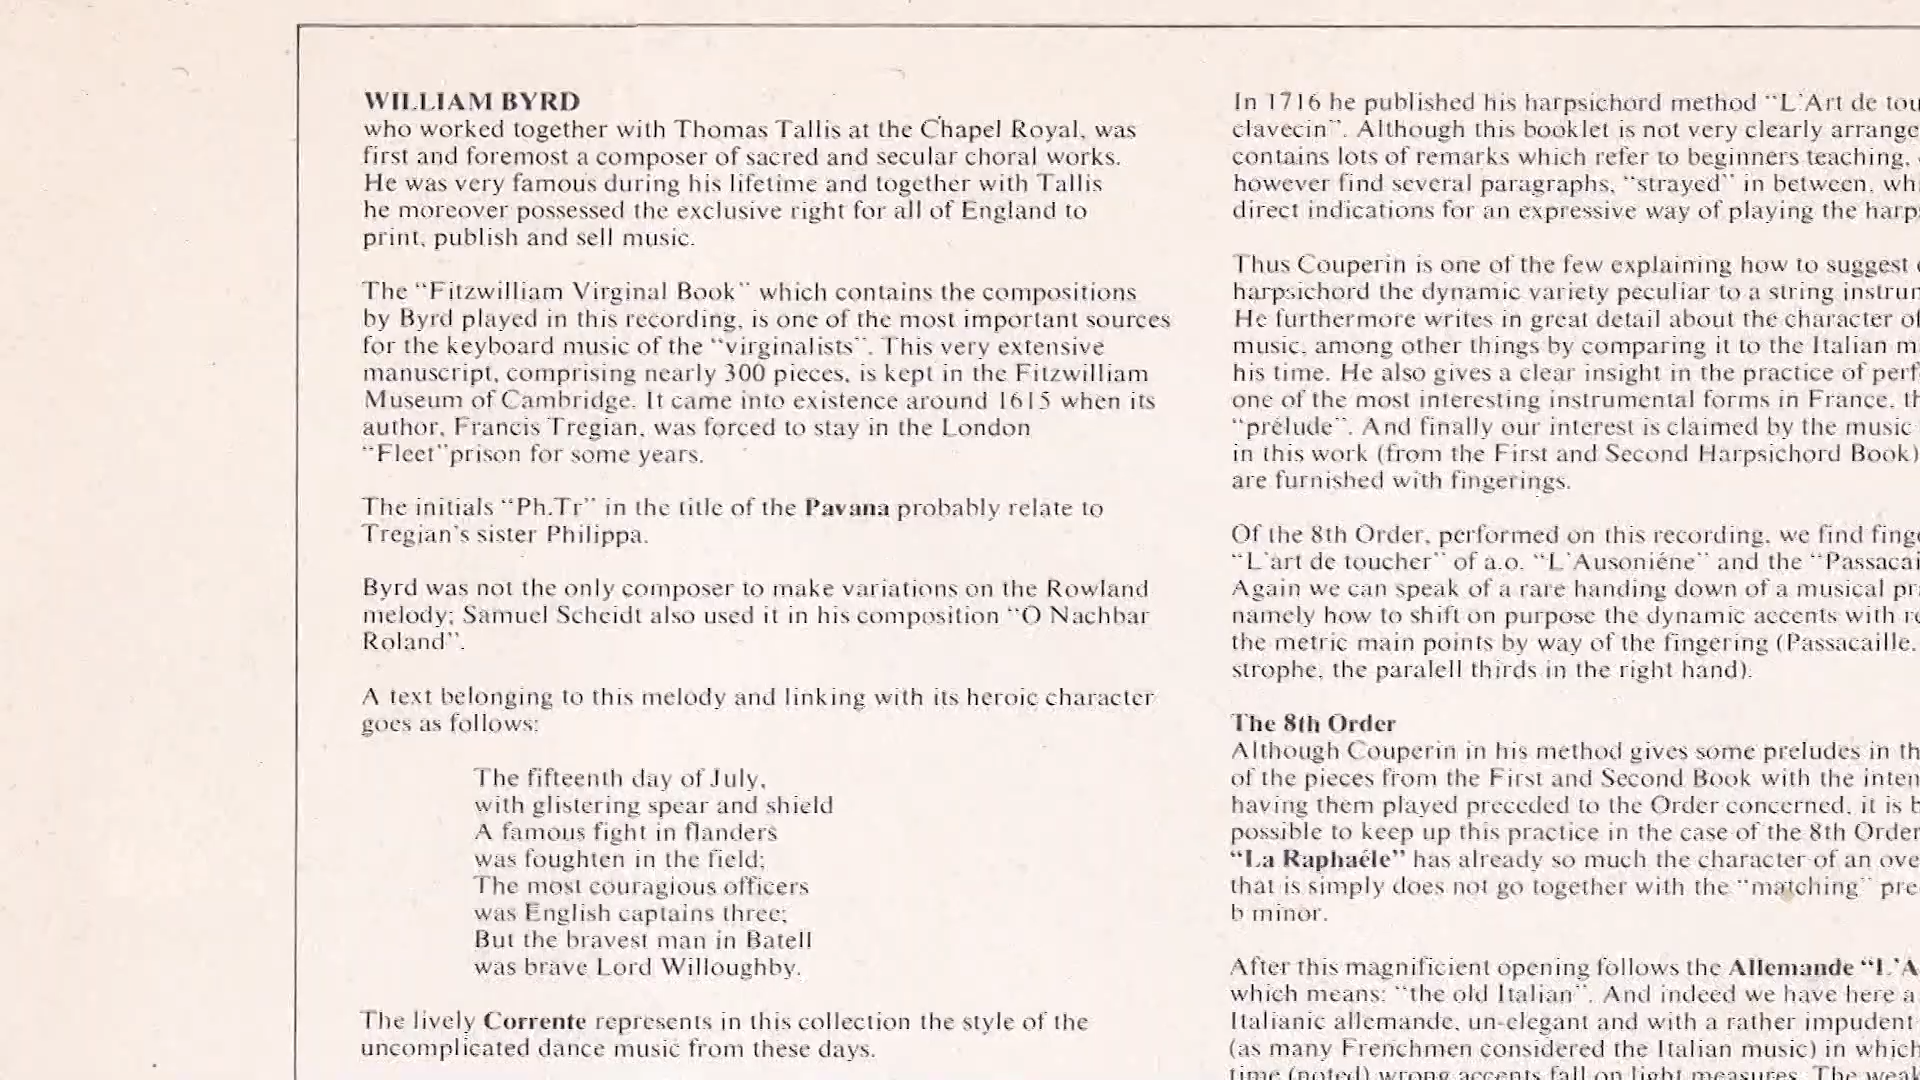 WILLIAM BYRD
who worked together with Thomas Tallis at the Chapel Royal, was
first and foremost a composer of sacred and secular choral works.
He was very famous during his lifetime and together with Tallis
he moreover possessed the exclusive right for all of England to
print, publish and sell music.
The “Fitzwilliam Virginal Book” which contains the compositions
by Byrd played in this recording, is one of the most important sources
for the keyboard music of the “virginalists”. This very extensive
manuscript, comprising nearly 300 pieces, is kept in the Fitzwilliam
Museum of Cambridge. It came into existence around 1615 when its
author, Francis Tregian, was forced to stay in the London
“Fleet”prison for some years.
The initials “Ph.Tr” in the title of the Pavana probably relate to
Tregian's sister Philippa.
Byrd was not the only composer to make variations on the Rowland
melody; Samuel Scheidt also used it in his composition “O Nachbar
Roland”.
A text belonging to this melody and linking with its heroic character
goes as follows:
The fifteenth day of July,
with glistering spear and shield
A famous fight in flanders
was foughten in the field;
The most couragious officers
was English captains three;
But the bravest man in Batell
was brave Lord Willoughby.
The lively Corrente represents in this collection the style of the
uncomplicated dance music from these days.
In 1716 he published his harpsichord method “L'Art de
clavecin”. Although this booklet is not very clearly
contains lots of remarks which refer to beginners teaching,
however find several paragraphs, “strayed” in between,
direct indications for an expressive way of playing the
Thus Couperin is one of the few explaining how to suggest
harpsichord the dynamic variety peculiar to a string
He furthermore writes in great detail about the character
music, among other things by comparing it to the Italian
his time. He also gives a clear insight in the practice of
one of the most interesting instrumental forms in France,
“prélude”. And finally our interest is claimed by the music
in this work (from the First and Second Harpsichord Book)
are furnished with fingerings.
Of the 8th Order, performed on this recording, we find
“L'art de toucher” of a.o. “L'Ausoniéne” and the
Again we can speak of a rare handing down of a musical
namely how to shift on purpose the dynamic accents with
the metric main points by way of the fingering (Passacaille,
strophe, the paralell thirds in the right hand).
The 8th Order
Although Couperin in his method gives some preludes in
of the pieces from the First and Second Book with the
having them played preceded to the Order concerned, it is
possible to keep up this practice in the case of the 8th Order
“La Raphaéle” has already so much the character of an
that is simply does not go together with the “matching”
b minor.
After this magnificient opening follows the Allemande
which means: “the old Italian”. And indeed we have here a
Italianic allemande, un-elegant and with a rather impudent
(as many Frenchmen considered the Italian music) in which
time (noted) wrong accents fall on light measures. The